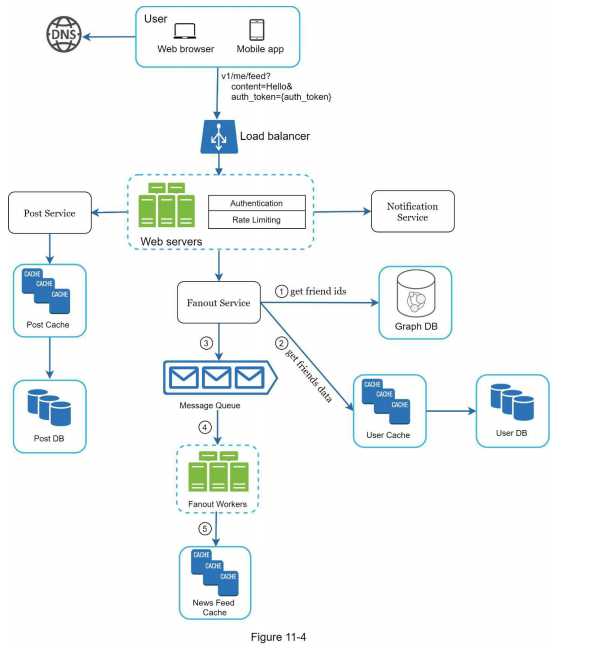 DNS
User
Web browser
Mobile app
v1/me/feed?
content=Hello&
auth_token={auth_token}
Load balancer
Authentication
Rate Limiting
Web servers
Post Service
Notification
Service
CACHE
CACHE
CACHE
Post Cache
Fanout Service
1 get friend ids
Graph DB
2 get friends data
3
Message Queue
CACHE
CACHE
CACHE
User Cache
User DB
Post DB
4
Fanout Workers
5
CACHE
CACHE
CACHE
News Feed
Cache
Figure 11-4